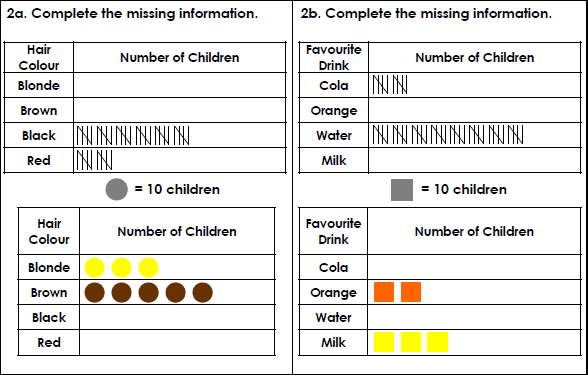 2a. Complete the missing information.
Hair Colour Number of Children
Blonde
Brown
Black
Red
= 10 children
Hair Colour Number of Children
Blonde
Brown
Black
Red
2b. Complete the missing information.
Favourite Drink Number of Children
Cola
Orange
Water
Milk
= 10 children
Favourite Drink Number of Children
Cola
Orange
Water
Milk